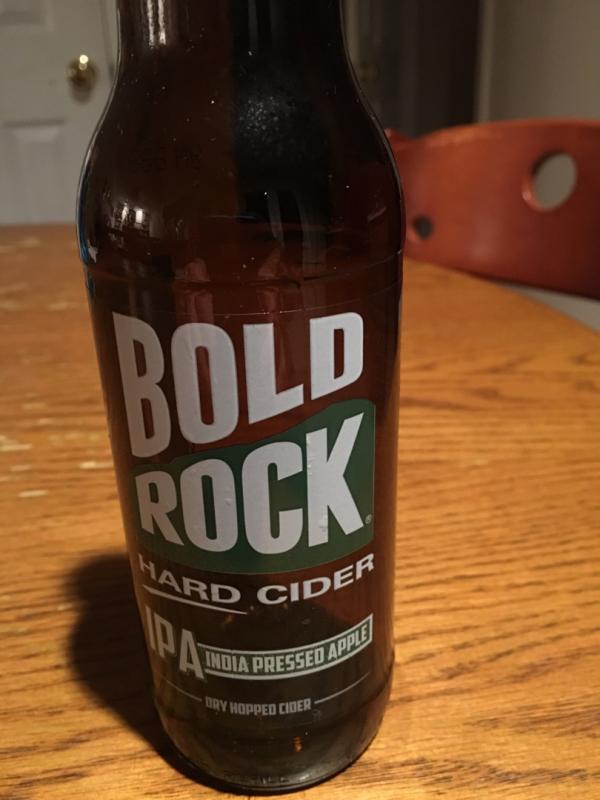 BOLD
ROCK®
HARD CIDER
IPA INDIA PRESSED APPLE
DRY HOPPED CIDER